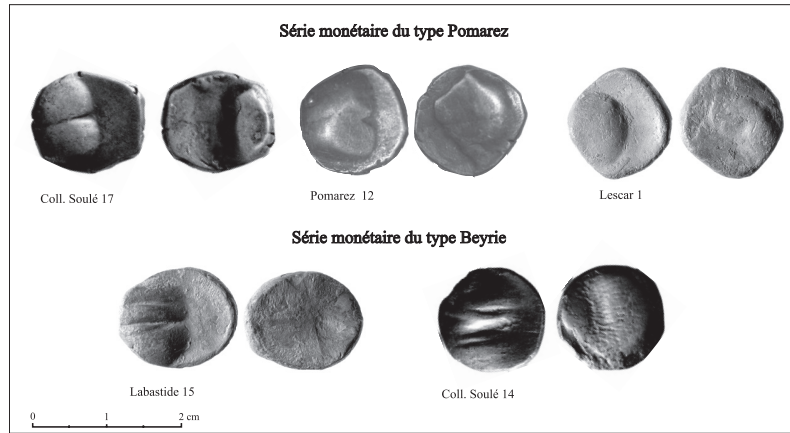 Série monétaire du type Pomarez
Coll. Soulé 17
Pomarez 12
Lescar 1
Série monétaire du type Beyrie
Labastide 15
Coll. Soulé 14
0 1 2 cm